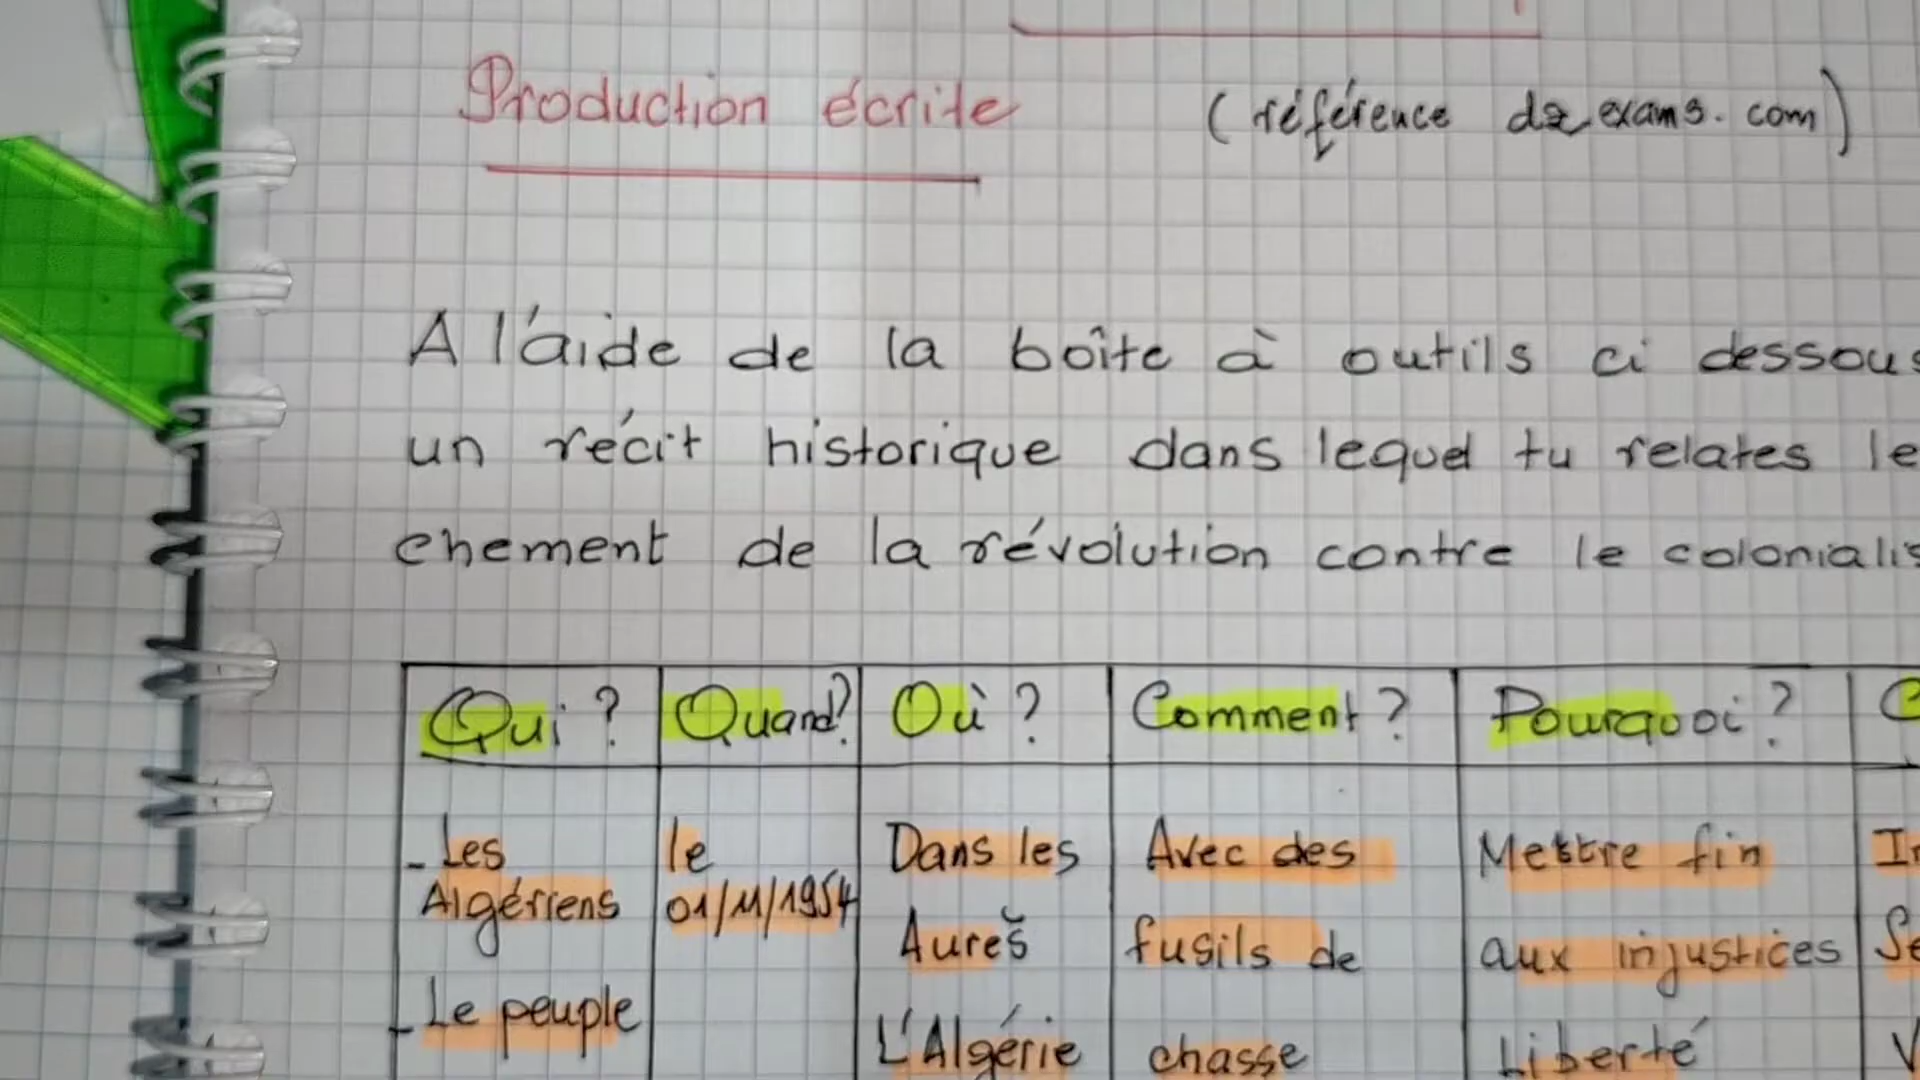 Production écrite (référence dz exams.com)
A l'aide de la boîte à outils ci dessous
un récit historique dans lequel tu relates le
chement de la révolution contre le colonialis
Qui ? Quand? Où ? Comment ? Pourquoi ?
- Les le Dans les Avec des Mettre fin
Algériens 01/11/1954 Aurès fusils de aux injustices
- Le peuple L'Algérie chasse Liberté